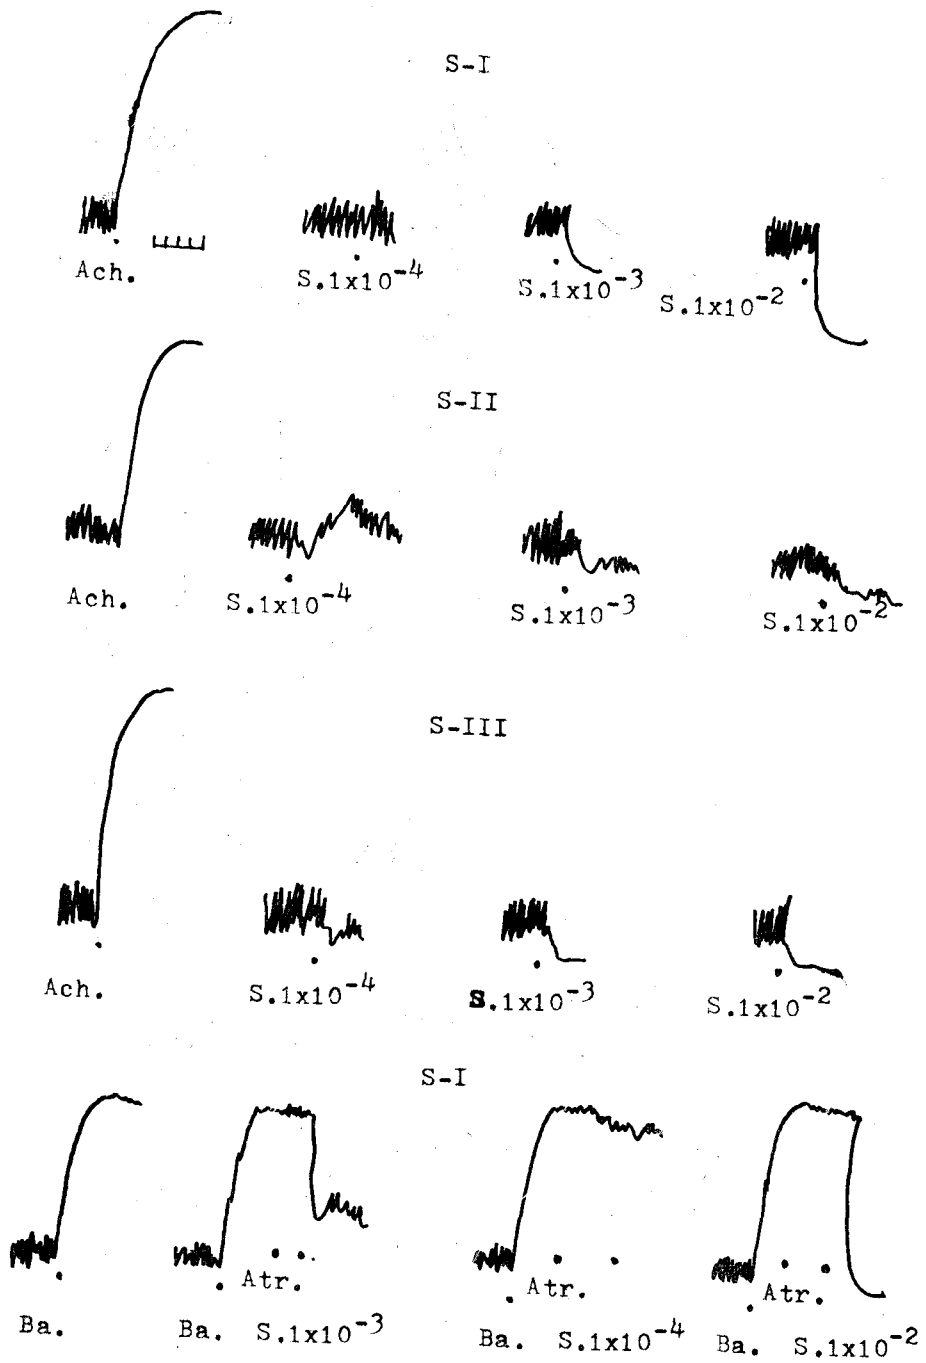 S-I
Ach. S.1x10⁻⁴ S.1x10⁻³ S.1x10⁻²
S-II
Ach. S.1x10⁻⁴ S.1x10⁻³ S.1x10⁻²
S-III
Ach. S.1x10⁻⁴ S.1x10⁻³ S.1x10⁻²
S-I
Atr. Atr. Atr.
Ba. Ba. S.1x10⁻³ Ba. S.1x10⁻⁴ Ba. S.1x10⁻²